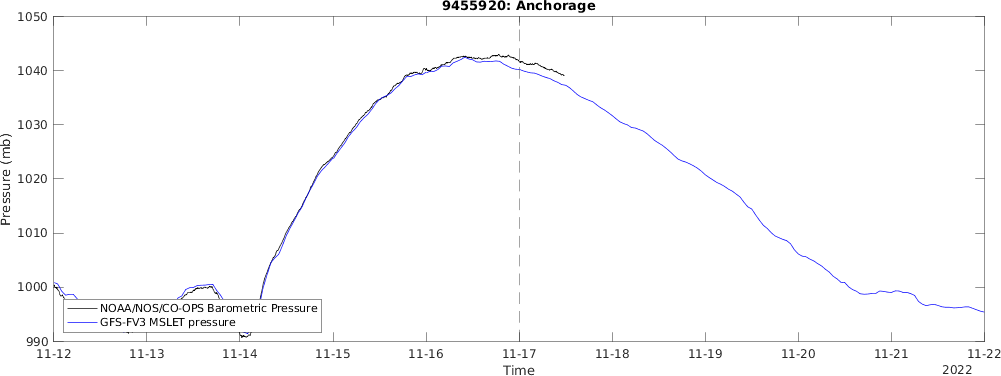 9455920: Anchorage
1050
1040
1030
1020
1010
1000
990
Pressure (mb)
NOAA/NOS/CO-OPS Barometric Pressure
GFS-FV3 MSLET pressure
11-12 11-13 11-14 11-15 11-16 11-17 11-18 11-19 11-20 11-21 11-22
Time
2022